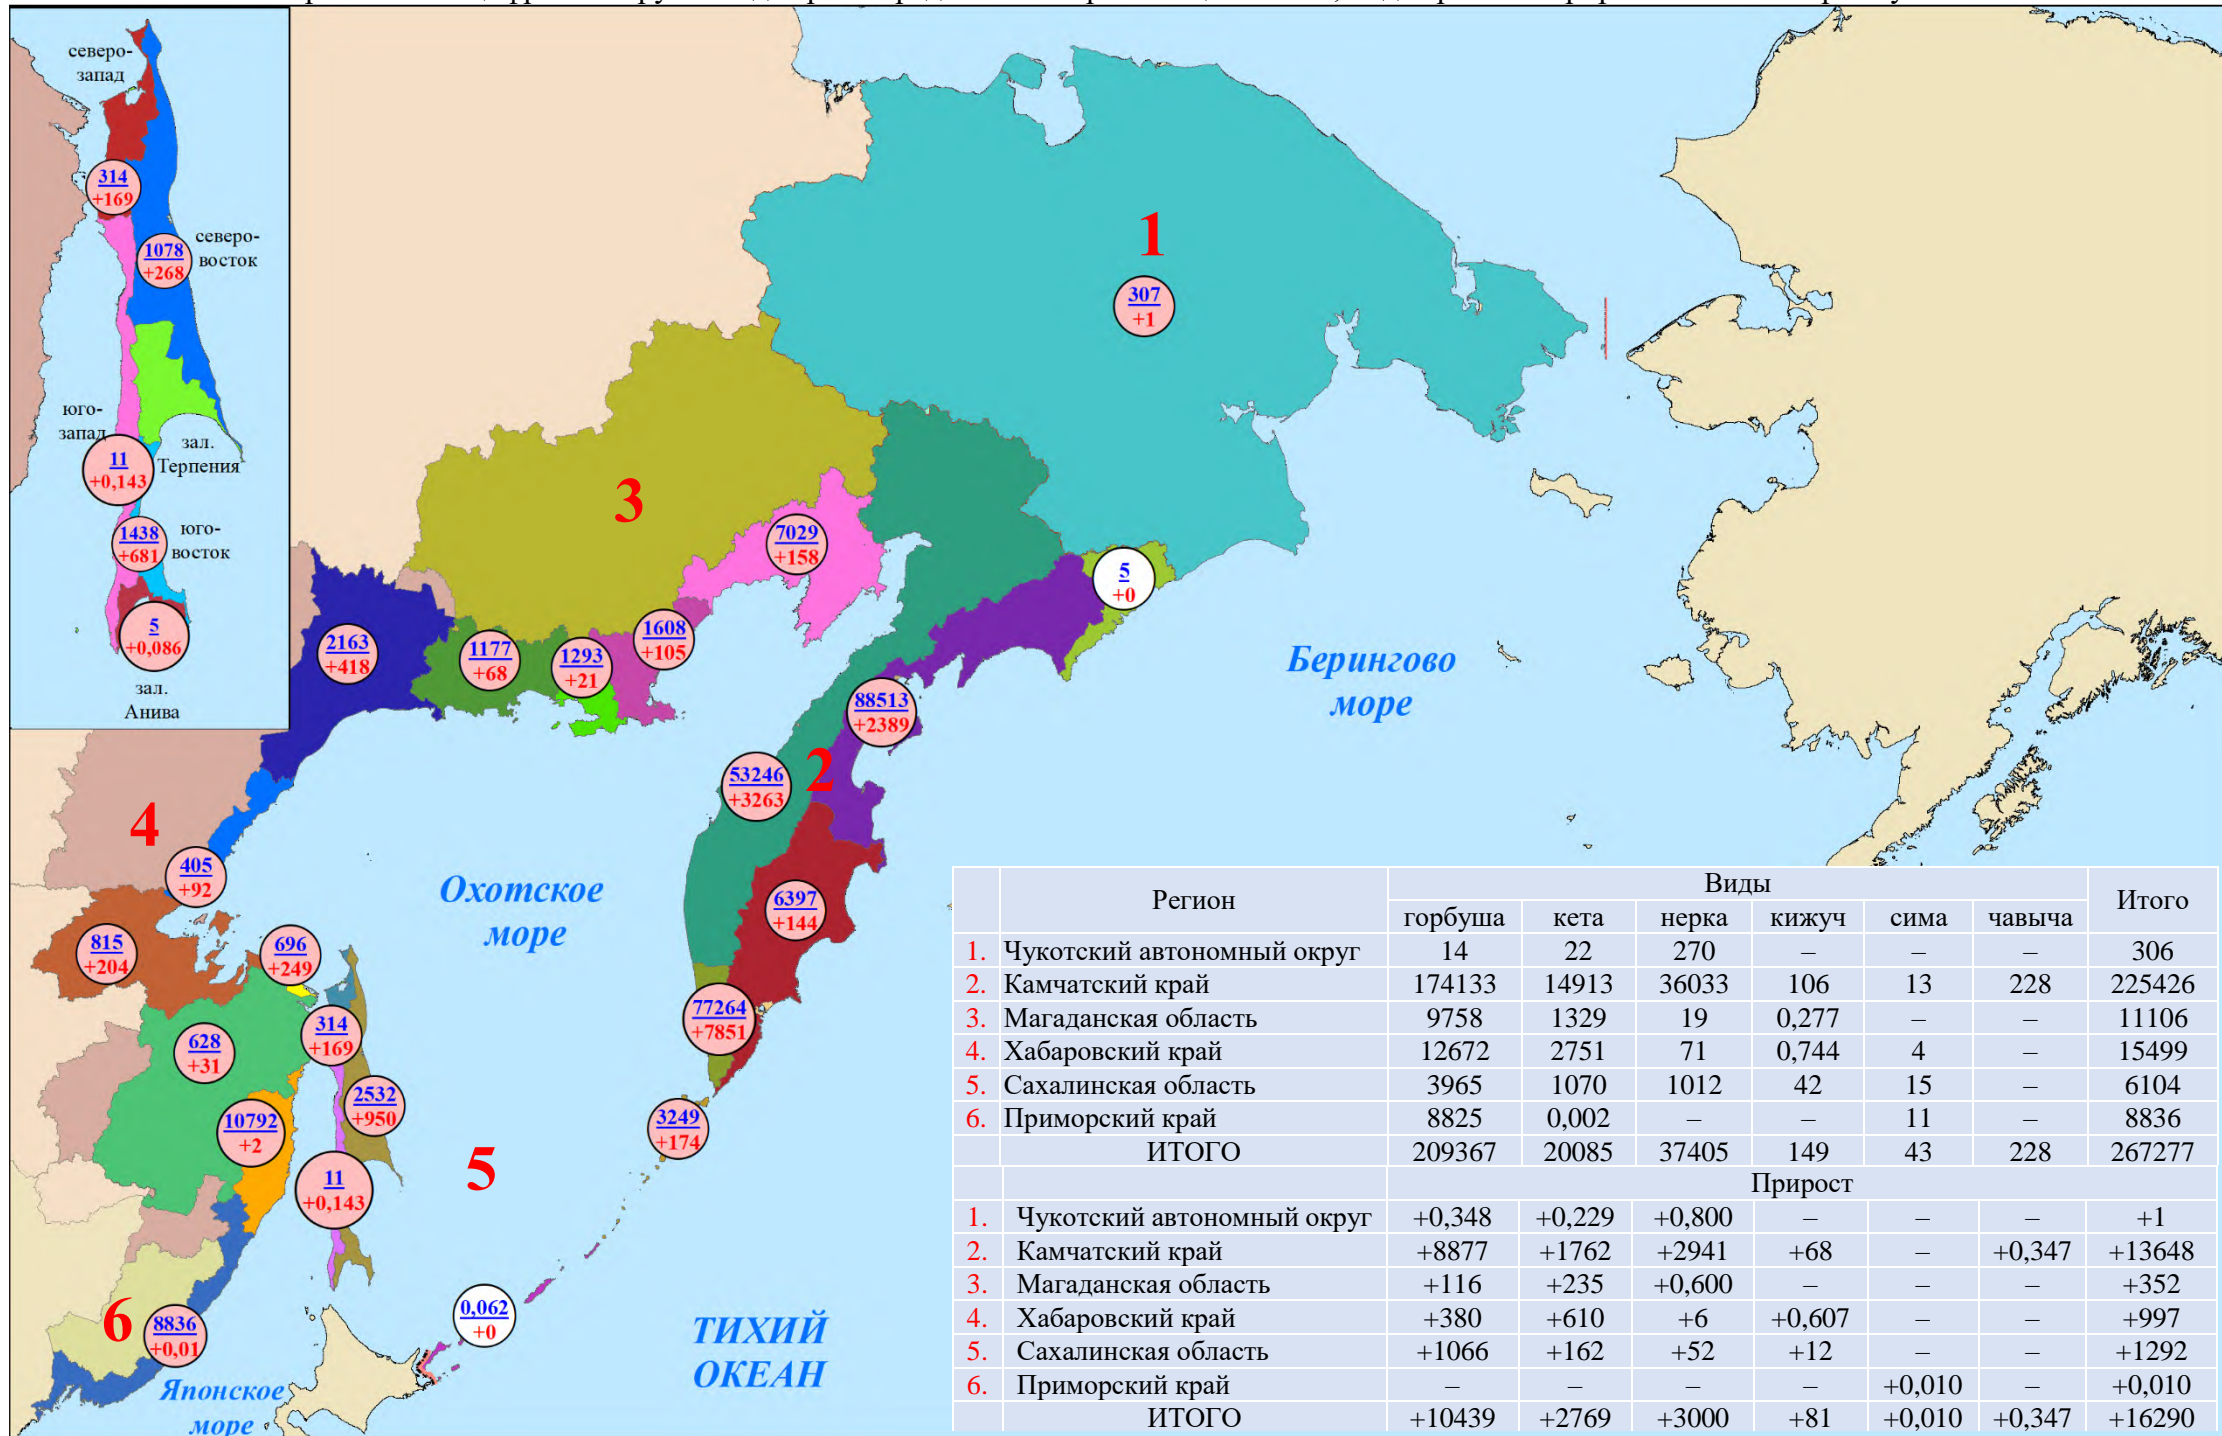 северо-
запад
314
+169
северо-
восток
1078
+268
юго-
запад
11
+0,143
зал.
Терпения
1438
+681
юго-
восток
5
+0,086
зал.
Анива
1
307
+1
3
7029
+158
5
+0
2163
+418
1177
+68
1293
+21
1608
+105
Берингово
море
88513
+2389
2
53246
+3263
4
405
+92
Охотское
море
6397
+144
815
+204
696
+249
314
+169
77264
+7851
628
+31
2532
+950
10792
+2
3249
+174
5
11
+0,143
0,062
+0
6
8836
+0,01
ТИХИЙ
ОКЕАН
Японское
море
Регион Виды Итого
горбуша кета нерка кижуч сима чавыча
1. Чукотский автономный округ 14 22 270 – – – 306
2. Камчатский край 174133 14913 36033 106 13 228 225426
3. Магаданская область 9758 1329 19 0,277 – – 11106
4. Хабаровский край 12672 2751 71 0,744 4 – 15499
5. Сахалинская область 3965 1070 1012 42 15 – 6104
6. Приморский край 8825 0,002 – – 11 – 8836
ИТОГО 209367 20085 37405 149 43 228 267277
Прирост
1. Чукотский автономный округ +0,348 +0,229 +0,800 – – – +1
2. Камчатский край +8877 +1762 +2941 +68 – +0,347 +13648
3. Магаданская область +116 +235 +0,600 – – – +352
4. Хабаровский край +380 +610 +6 +0,607 – – +997
5. Сахалинская область +1066 +162 +52 +12 – – +1292
6. Приморский край – – – – +0,010 – +0,010
ИТОГО +10439 +2769 +3000 +81 +0,010 +0,347 +16290